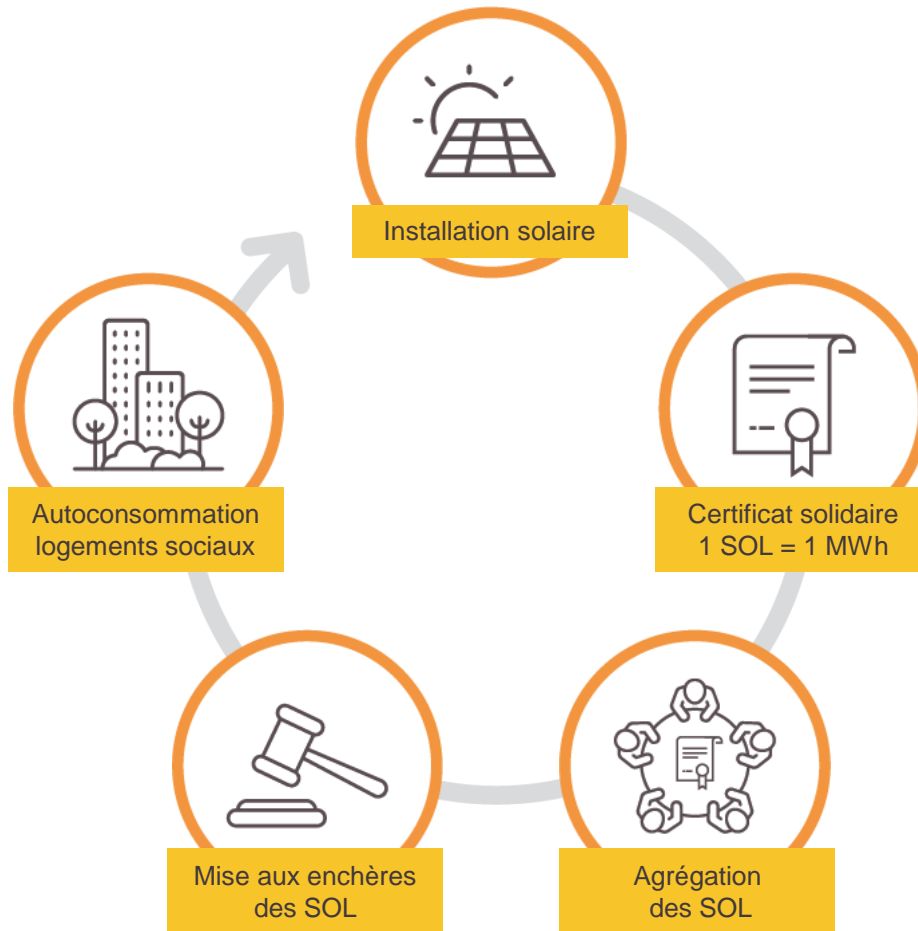 Installation solaire
Certificat solidaire
1 SOL = 1 MWh
Agrégation
des SOL
Mise aux enchères
des SOL
Autoconsommation
logements sociaux